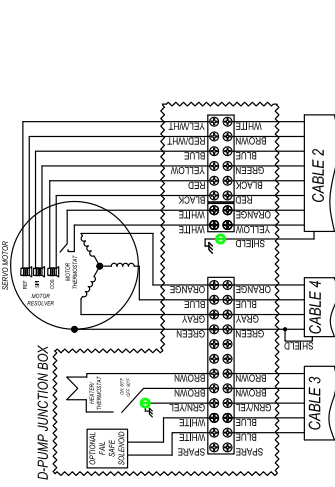 YEL/WHT WHITE
RED/WHT BROWN
BLUE BLUE
YELLOW GREEN
RED BLACK
BLACK RED
WHITE ORANGE
WHITE YELLOW
SHIELD
CABLE 2
SERVO MOTOR
REF
SIN
COS
MOTOR
RESOLVER
MOTOR
THERMOSTAT
ORANGE ORANGE
BLUE BLUE
GRAY GRAY
GREEN GREEN
SHIELD
CABLE 4
D-PUMP JUNCTION BOX
HEATER/
THERMOSTAT
BROWN BROWN
BROWN BROWN
GRN/YEL GRN/YEL
WHITE BLUE
WHITE BLUE
SPARE SPARE
CABLE 3
OPTIONAL
FAIL
SAFE
SOLENOID